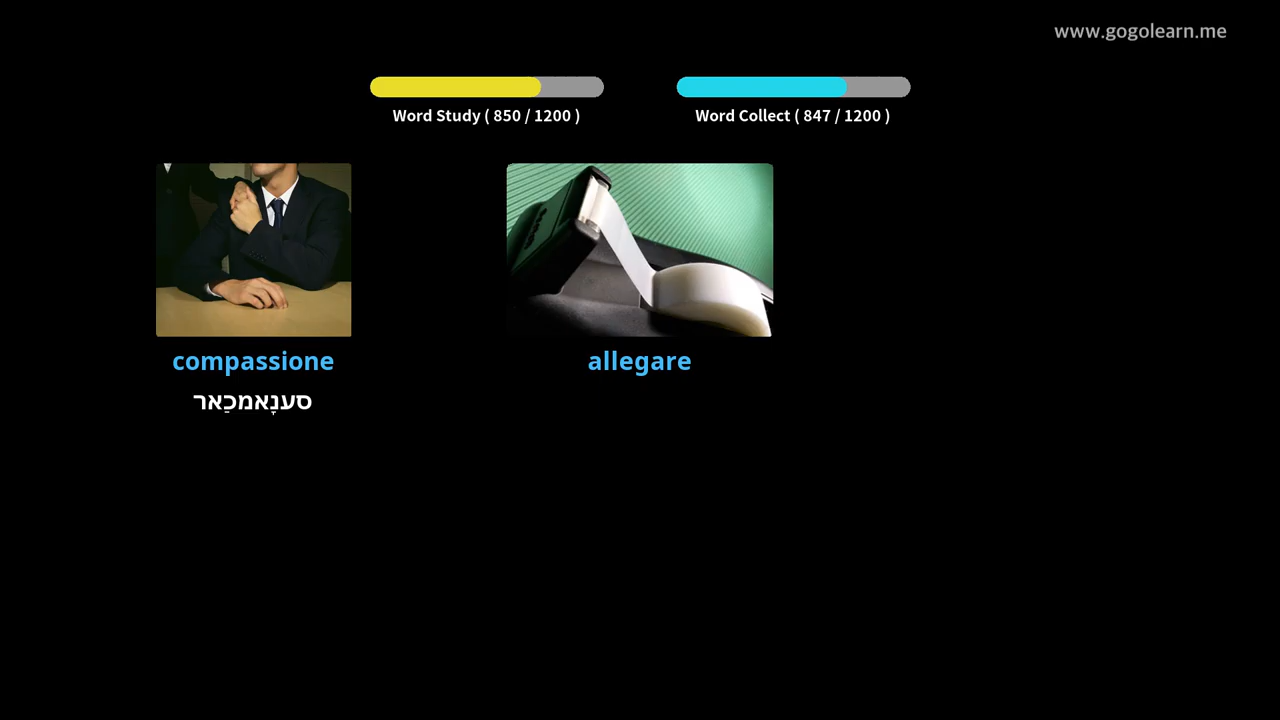 www.gogolearn.me
Word Study ( 850 / 1200 )
Word Collect ( 847 / 1200 )
compassione
סענָאמכַאר
allegare